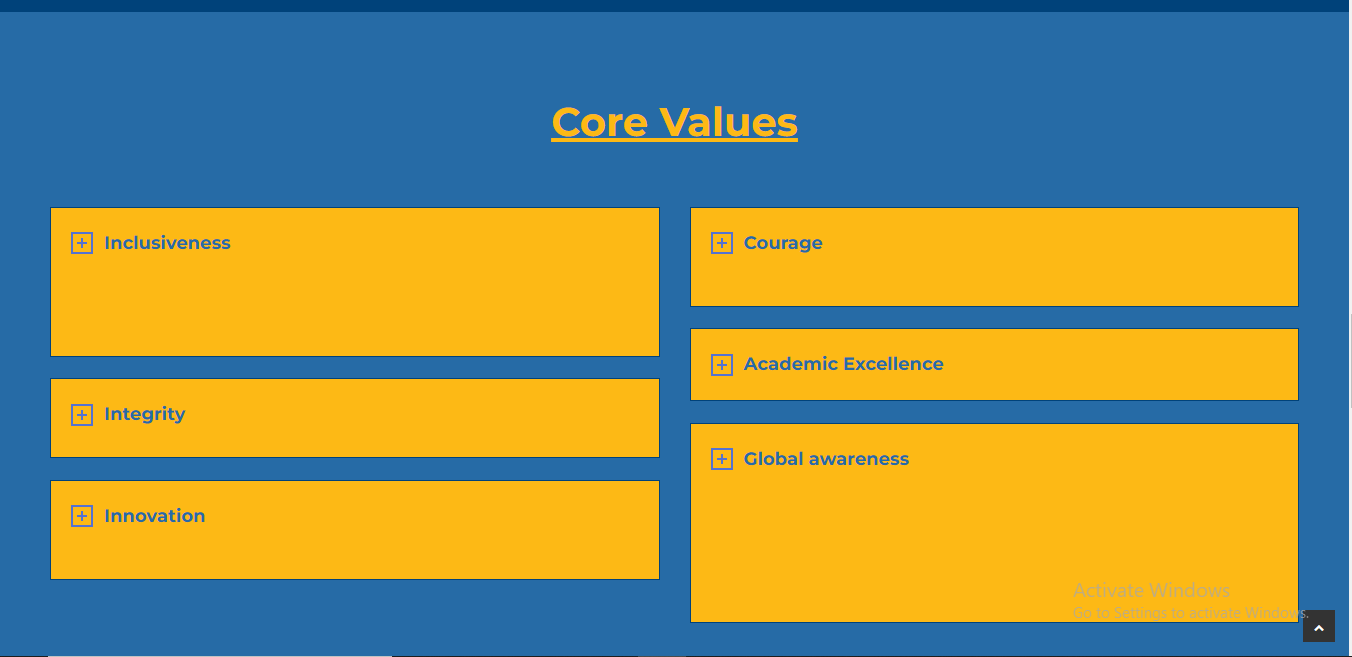 Core Values
Inclusiveness
Integrity
Innovation
Courage
Academic Excellence
Global awareness
Activate Windows
Go to Settings to activate Windows.